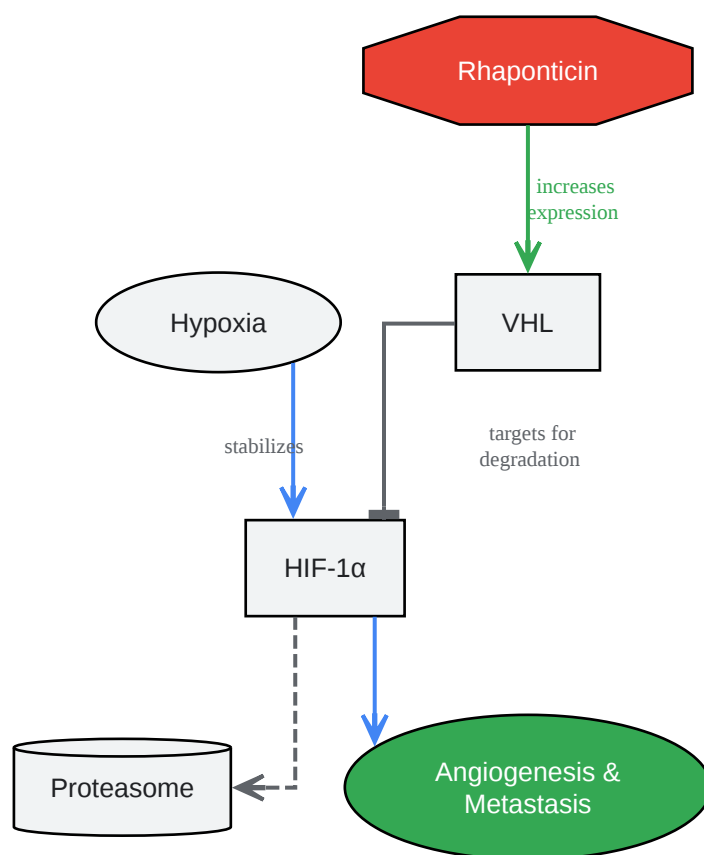 Rhaponticin
increases
expression
Hypoxia
VHL
stabilizes
targets for
degradation
HIF-1α
Proteasome
Angiogenesis &
Metastasis